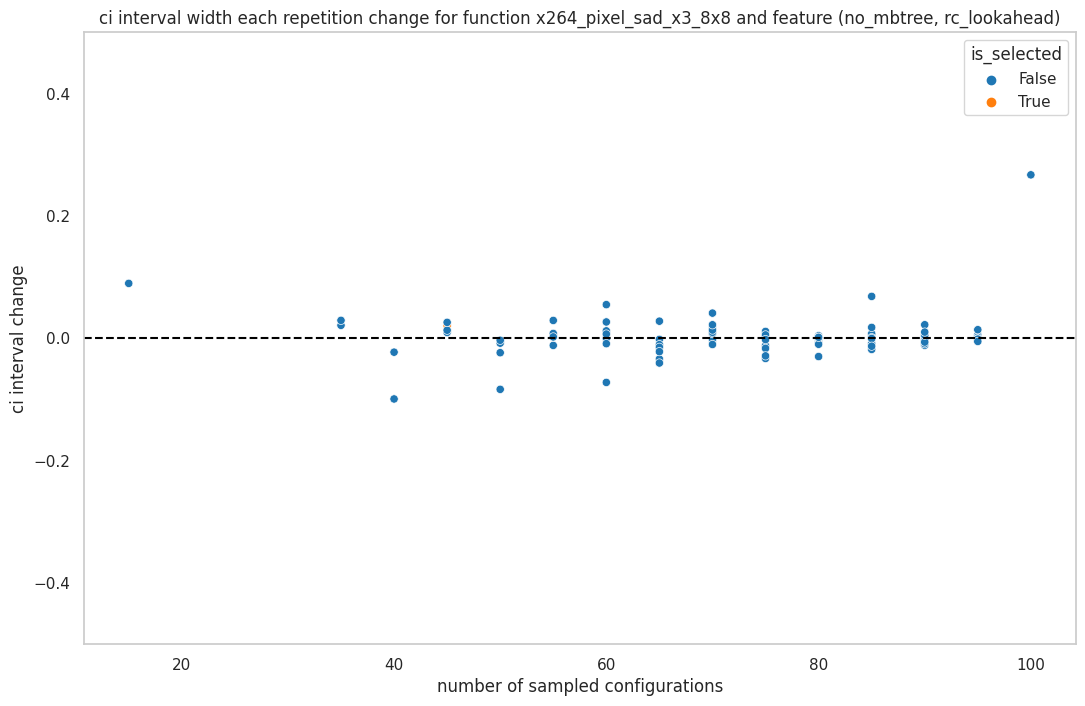 ci interval width each repetition change for function x264_pixel_sad_x3_8x8 and feature (no_mbtree, rc_lookahead)
is_selected
False
True
0.4
0.2
0.0
−0.2
−0.4
ci interval change
20
40
60
80
100
number of sampled configurations